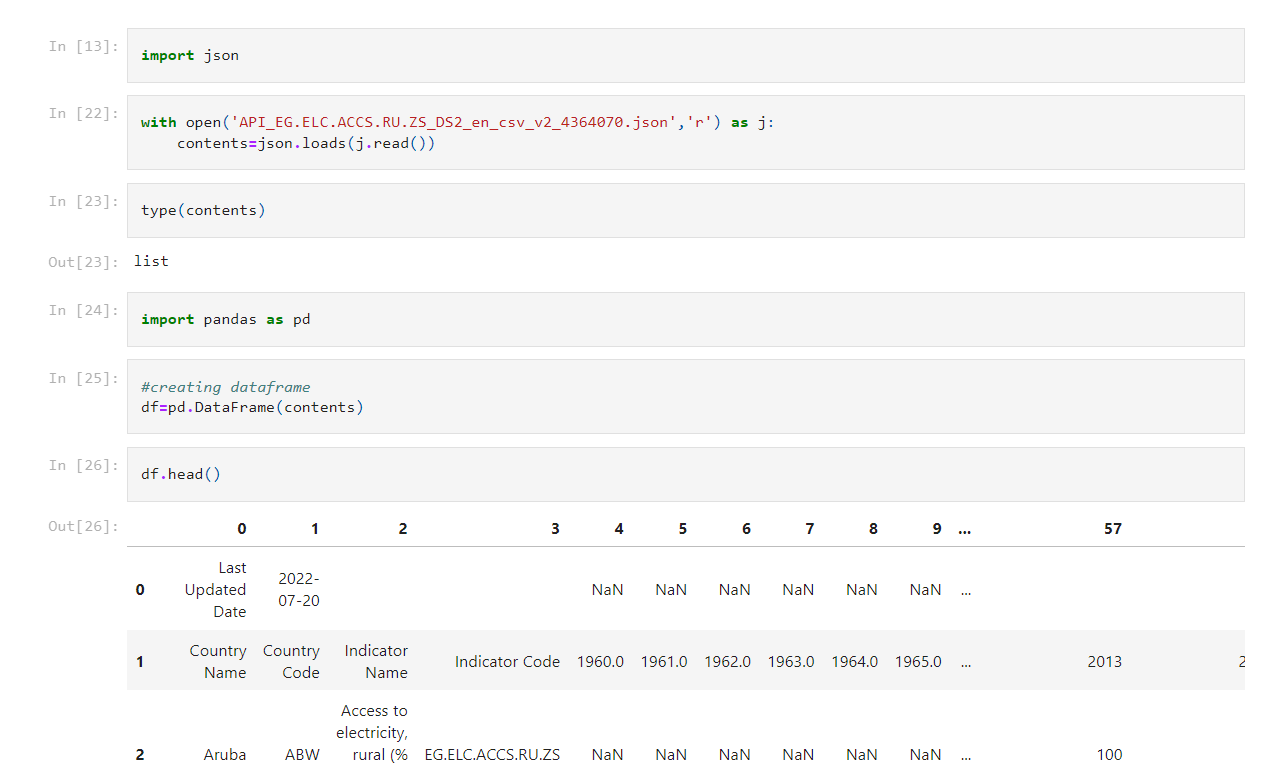 In [13]:
import json
In [22]:
with open('API_EG.ELC.ACCS.RU.ZS_DS2_en_csv_v2_4364070.json','r') as j:
    contents=json.loads(j.read())
In [23]:
type(contents)
Out[23]: list
In [24]:
import pandas as pd
In [25]:
#creating dataframe
df=pd.DataFrame(contents)
In [26]:
df.head()
Out[26]:
0 1 2 3 4 5 6 7 8 9 ... 57
Last
2022-
0 Updated NaN NaN NaN NaN NaN NaN ...
07-20
Date
Country Country Indicator
1 Indicator Code 1960.0 1961.0 1962.0 1963.0 1964.0 1965.0 ... 2013 2
Name Code Name
Access to
electricity,
2 Aruba ABW rural (% EG.ELC.ACCS.RU.ZS NaN NaN NaN NaN NaN NaN ... 100